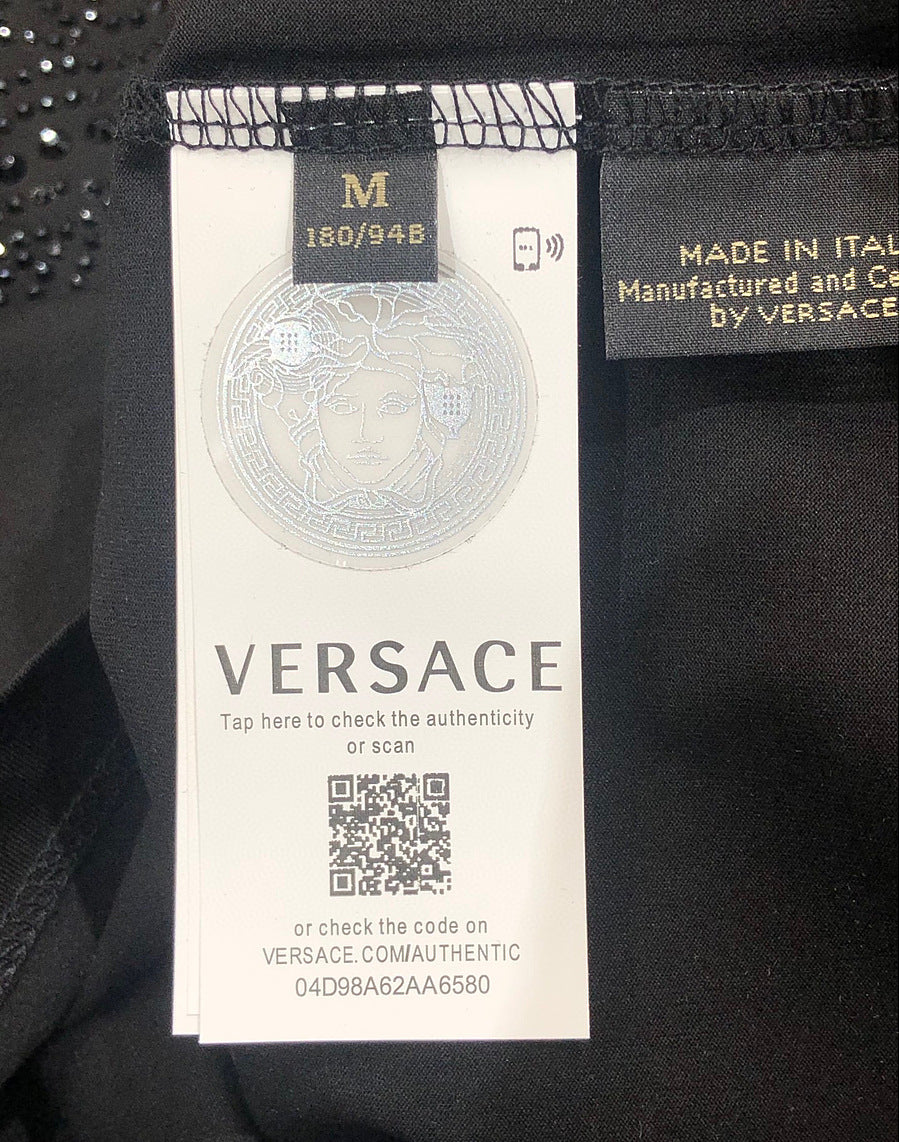 M
180/94B
MADE IN ITAL
Manufactured and Ce
by VERSACE
VERSACE
Tap here to check the authenticity
or scan
or check the code on
VERSACE.COM/AUTHENTIC
04D98A62AA6580